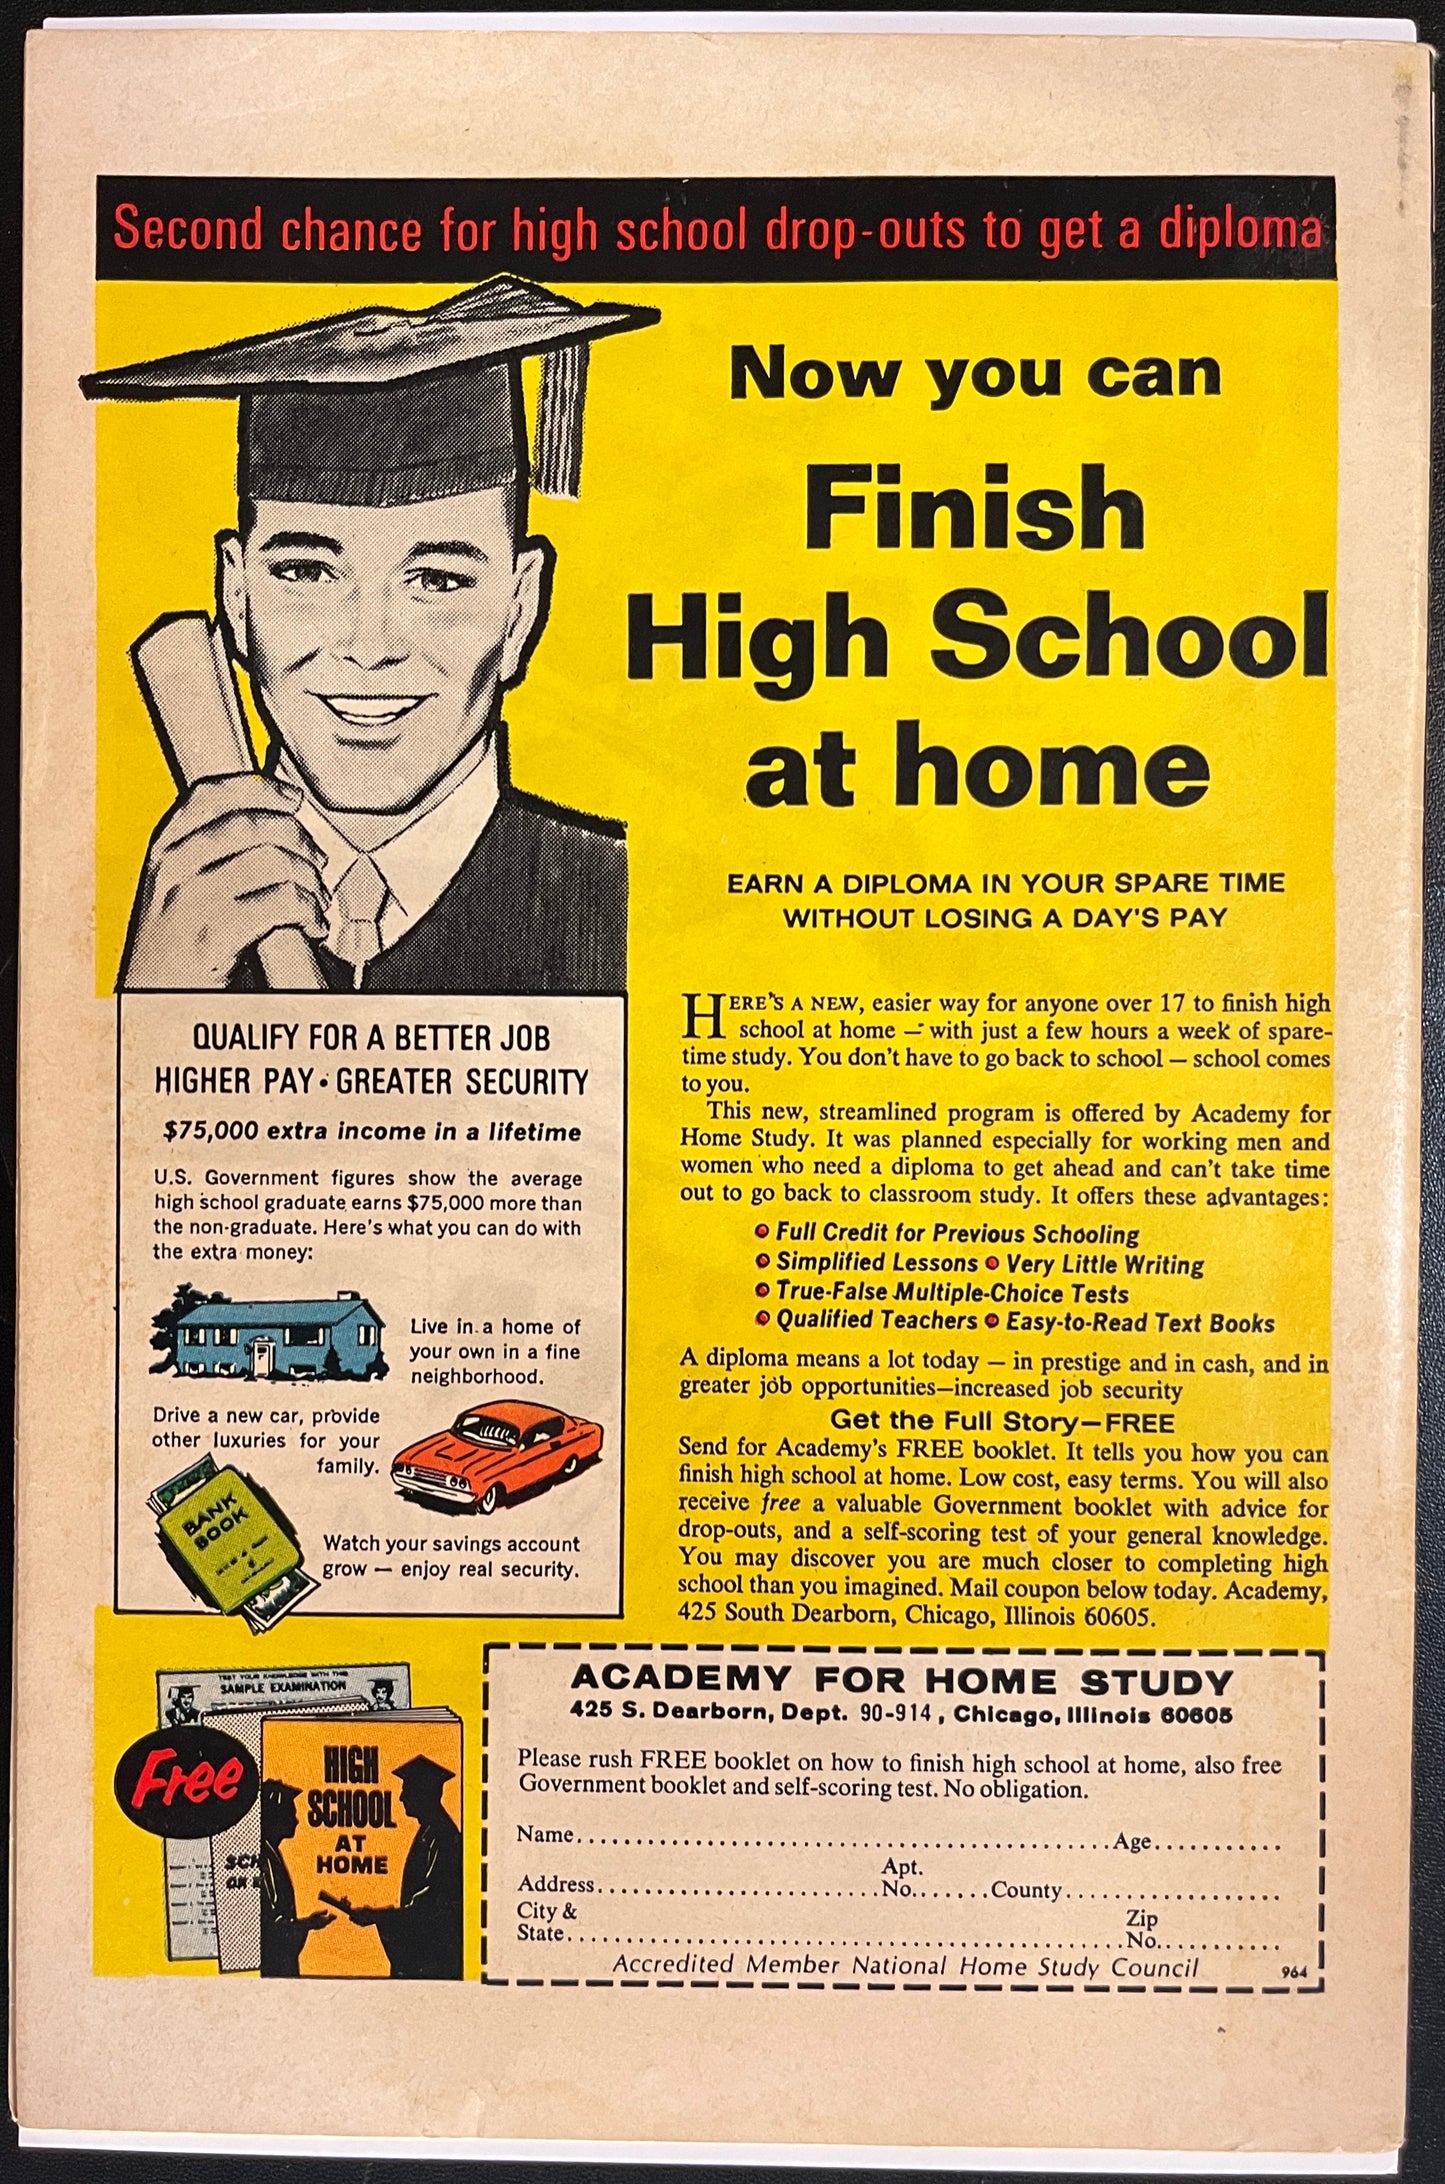 Second chance for high school drop-outs to get a diploma
Now you can
Finish
High School
at home
EARN A DIPLOMA IN YOUR SPARE TIME
WITHOUT LOSING A DAY'S PAY
QUALIFY FOR A BETTER JOB
HIGHER PAY • GREATER SECURITY
$75,000 extra income in a lifetime
U.S. Government figures show the average
high school graduate earns $75,000 more than
the non-graduate. Here's what you can do with
the extra money:
Live in a home of
your own in a fine
neighborhood.
Drive a new car, provide
other luxuries for your
family.
BANK
BOOK
Watch your savings account
grow — enjoy real security.
HERE'S A NEW, easier way for anyone over 17 to finish high
school at home — with just a few hours a week of spare-
time study. You don't have to go back to school — school comes
to you.
This new, streamlined program is offered by Academy for
Home Study. It was planned especially for working men and
women who need a diploma to get ahead and can't take time
out to go back to classroom study. It offers these advantages:
• Full Credit for Previous Schooling
• Simplified Lessons • Very Little Writing
• True-False Multiple-Choice Tests
• Qualified Teachers • Easy-to-Read Text Books
A diploma means a lot today — in prestige and in cash, and in
greater job opportunities—increased job security
Get the Full Story—FREE
Send for Academy's FREE booklet. It tells you how you can
finish high school at home. Low cost, easy terms. You will also
receive free a valuable Government booklet with advice for
drop-outs, and a self-scoring test of your general knowledge.
You may discover you are much closer to completing high
school than you imagined. Mail coupon below today. Academy,
425 South Dearborn, Chicago, Illinois 60605.
TEST YOUR KNOWLEDGE WITH THIS
SAMPLE EXAMINATION
Free
HIGH
SCHOOL
AT
HOME
SCH
OR
ACADEMY FOR HOME STUDY
425 S. Dearborn, Dept. 90-914, Chicago, Illinois 60605
Please rush FREE booklet on how to finish high school at home, also free
Government booklet and self-scoring test. No obligation.
Name.............................................Age...........
Apt.
Address........................No.......County..................
City & Zip
State..............................................No...........
Accredited Member National Home Study Council 964